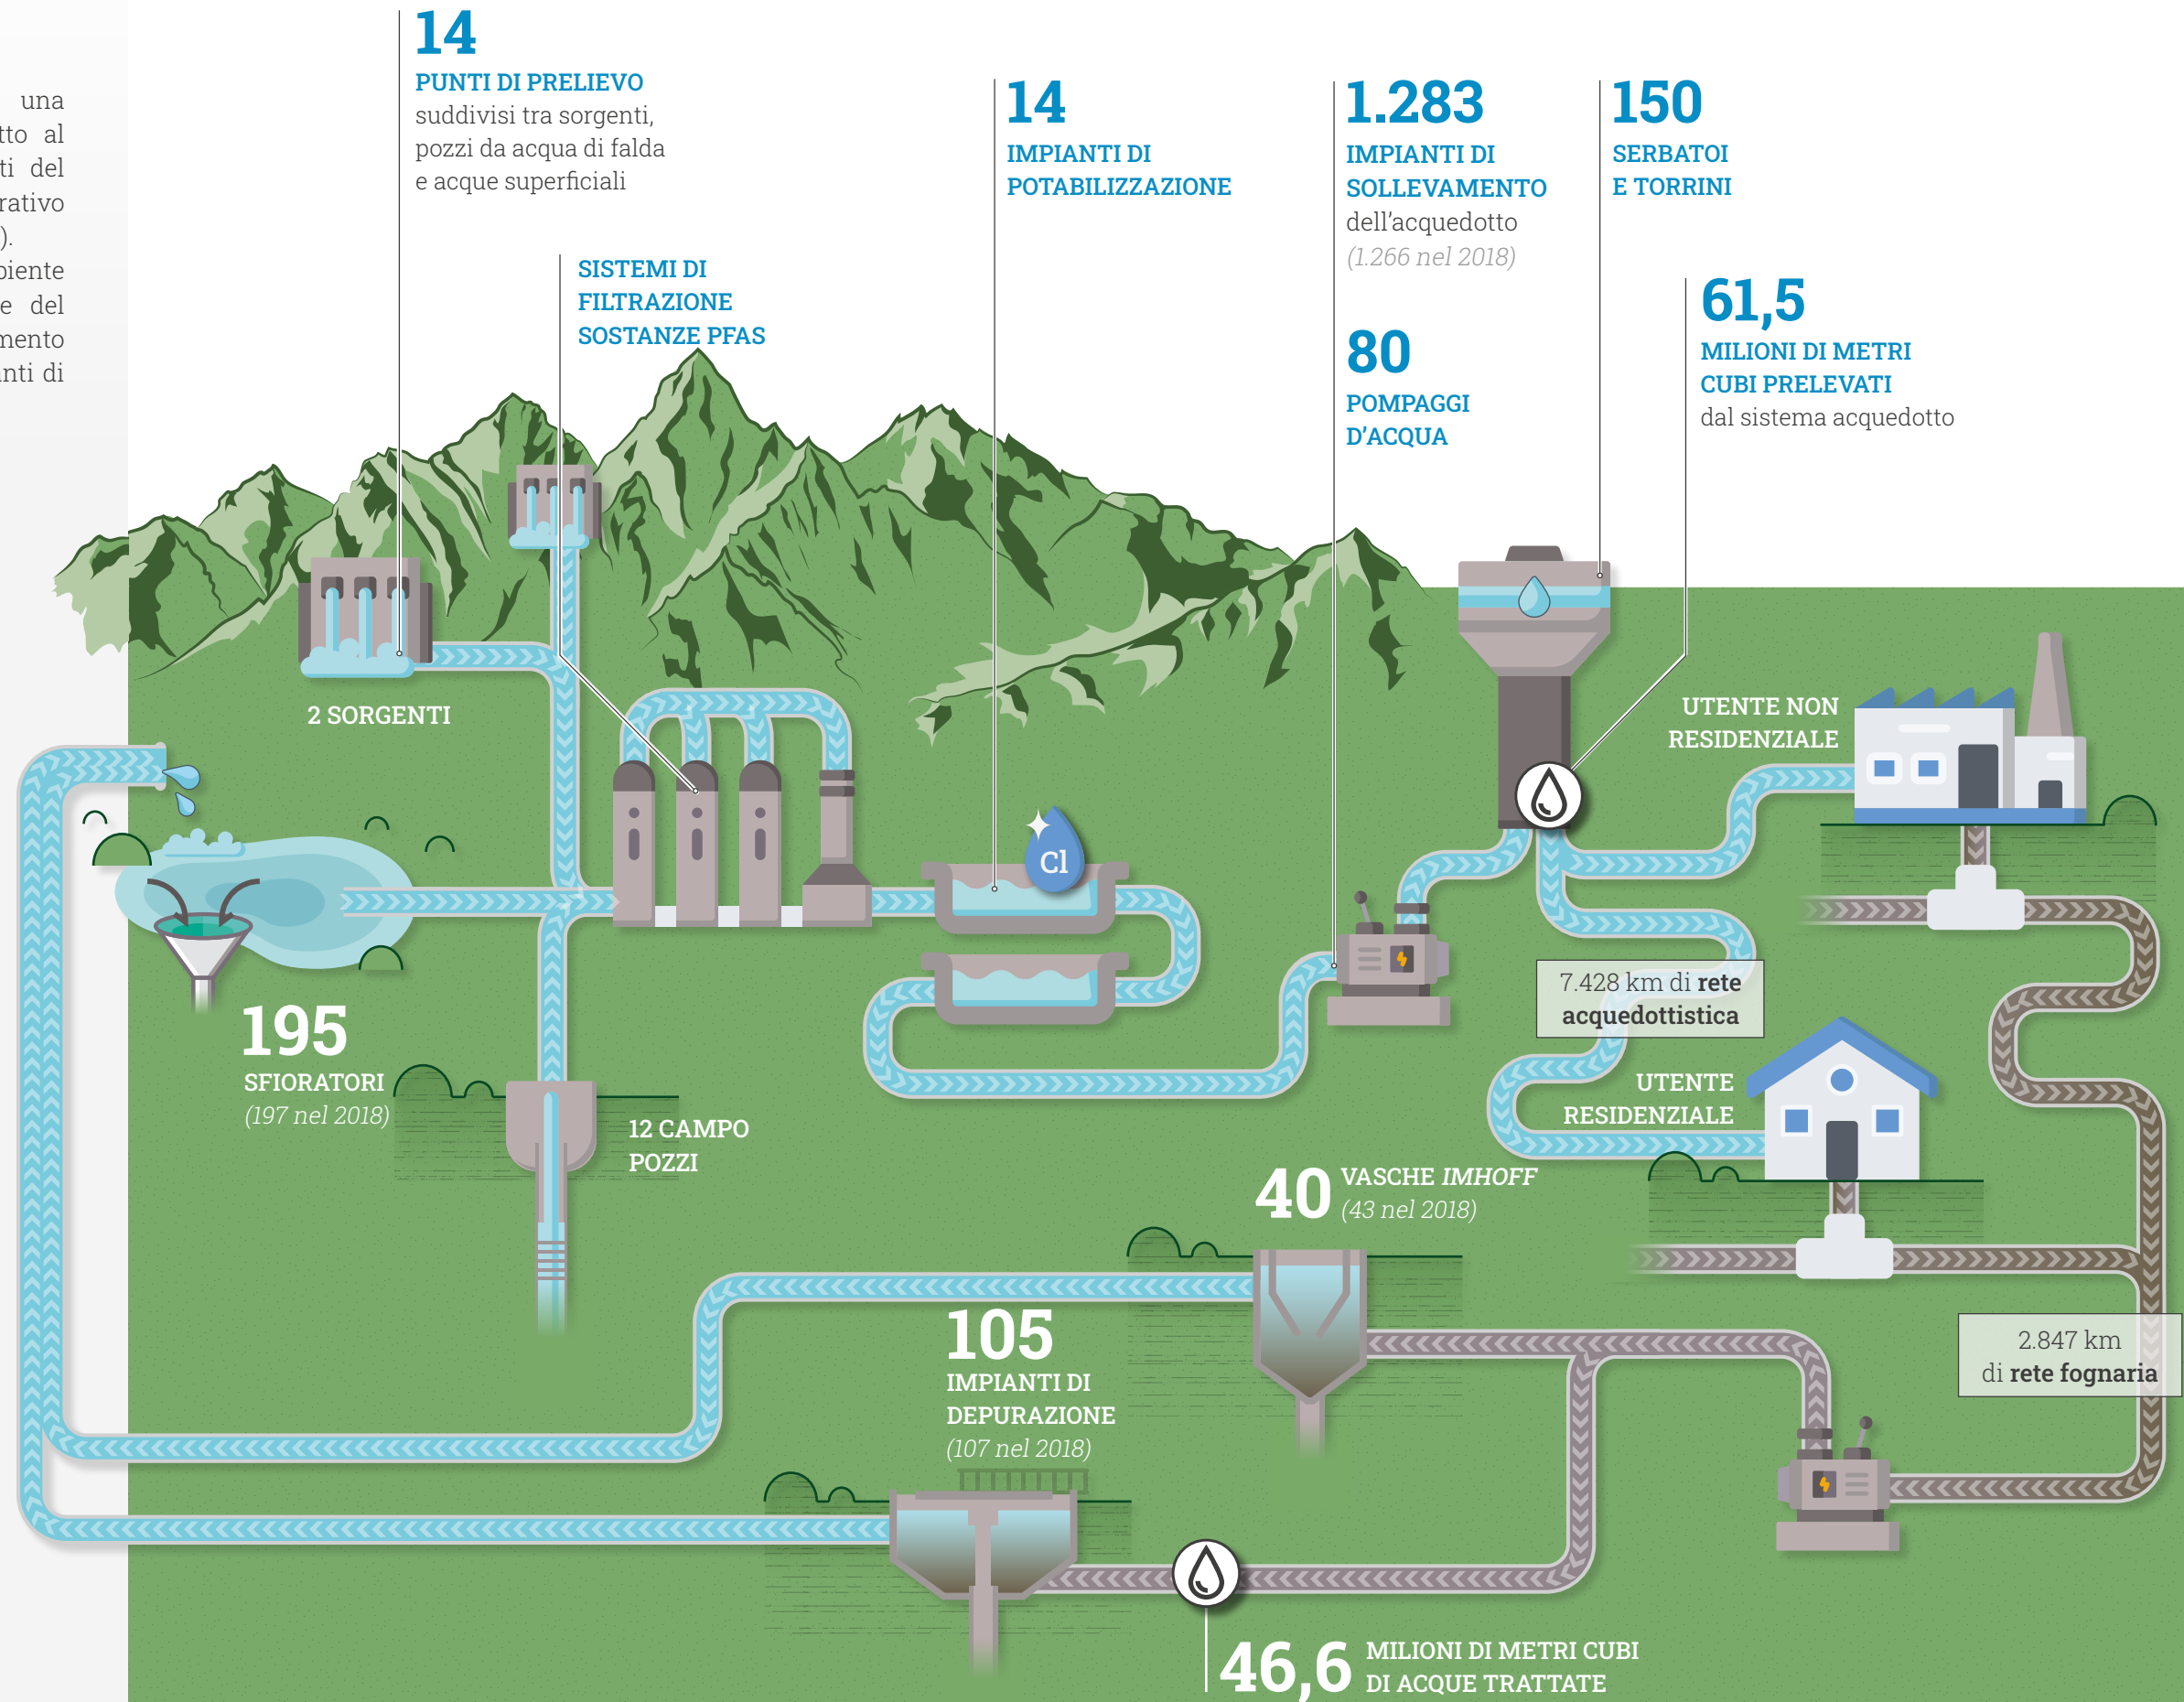 una
al
del
).
e del
di
14
PUNTI DI PRELIEVO
suddivisi tra sorgenti,
pozzi da acqua di falda
e acque superficiali
SISTEMI DI
FILTRAZIONE
SOSTANZE PFAS
14
IMPIANTI DI
POTABILIZZAZIONE
1.283
IMPIANTI DI
SOLLEVAMENTO
dell’acquedotto
(1.266 nel 2018)
80
POMPAGGI
D’ACQUA
150
SERBATOI
E TORRINI
61,5
MILIONI DI METRI
CUBI PRELEVATI
dal sistema acquedotto
2 SORGENTI
UTENTE NON
RESIDENZIALE
Cl
195
SFIORATORI
(197 nel 2018)
12 CAMPO
POZZI
7.428 km di rete
acquedottistica
UTENTE
RESIDENZIALE
40
VASCHE IMHOFF
(43 nel 2018)
105
IMPIANTI DI
DEPURAZIONE
(107 nel 2018)
2.847 km
di rete fognaria
46,6
MILIONI DI METRI CUBI
DI ACQUE TRATTATE